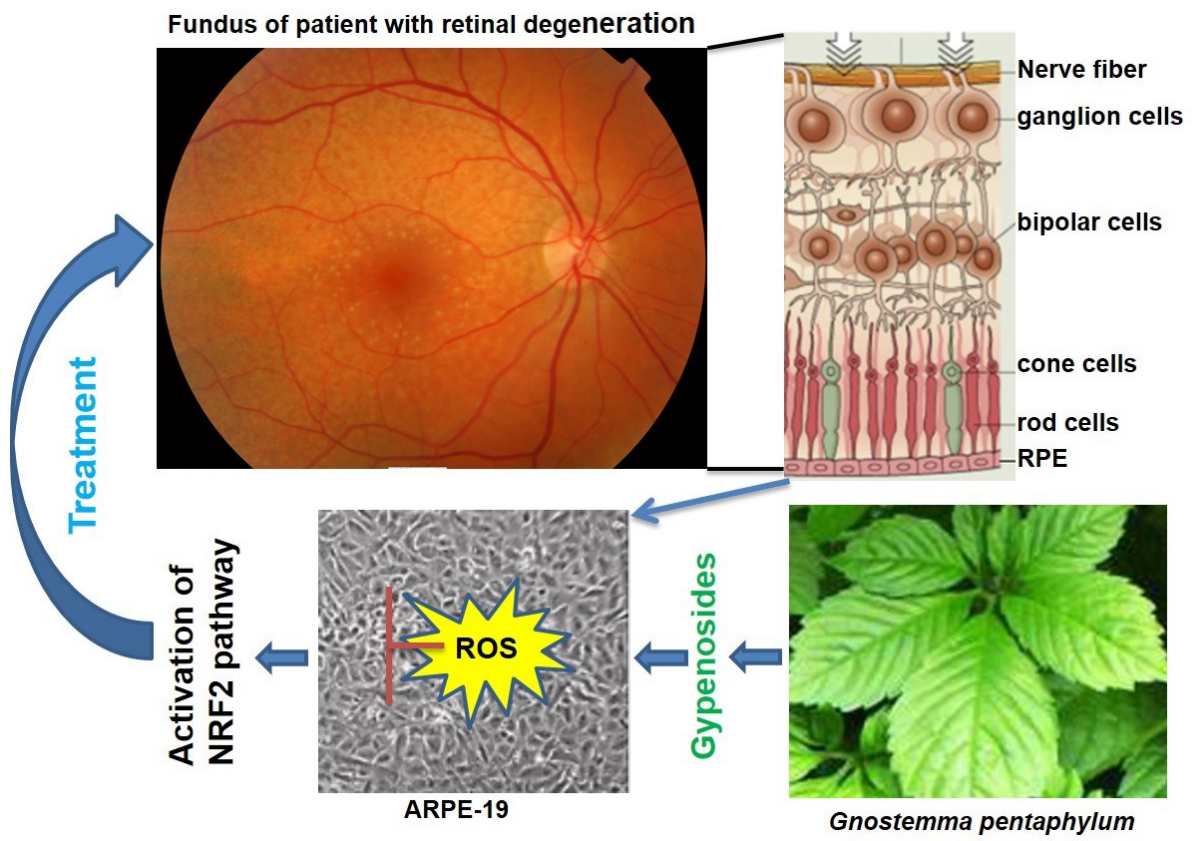 Fundus of patient with retinal degeneration
Nerve fiber
ganglion cells
bipolar cells
cone cells
rod cells
RPE
Treatment
Activation of
NRF2 pathway
ROS
ARPE-19
Gypenosides
Gnostemma pentaphylum